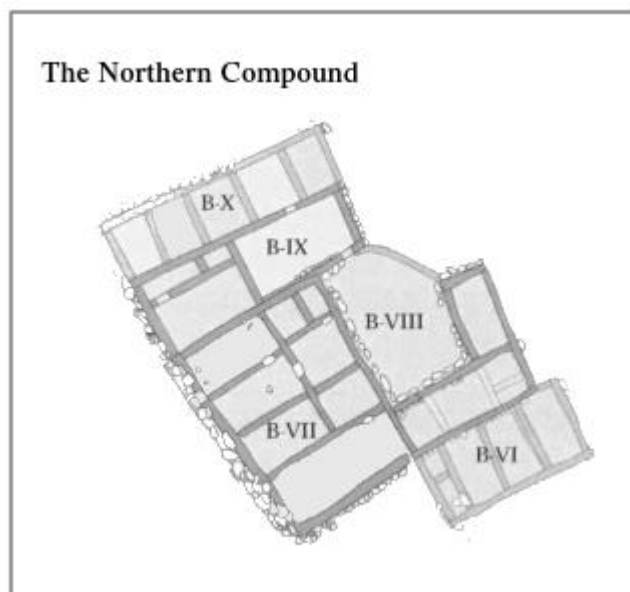 The Northern Compound
B-X
B-IX
B-VIII
B-VII
B-VI